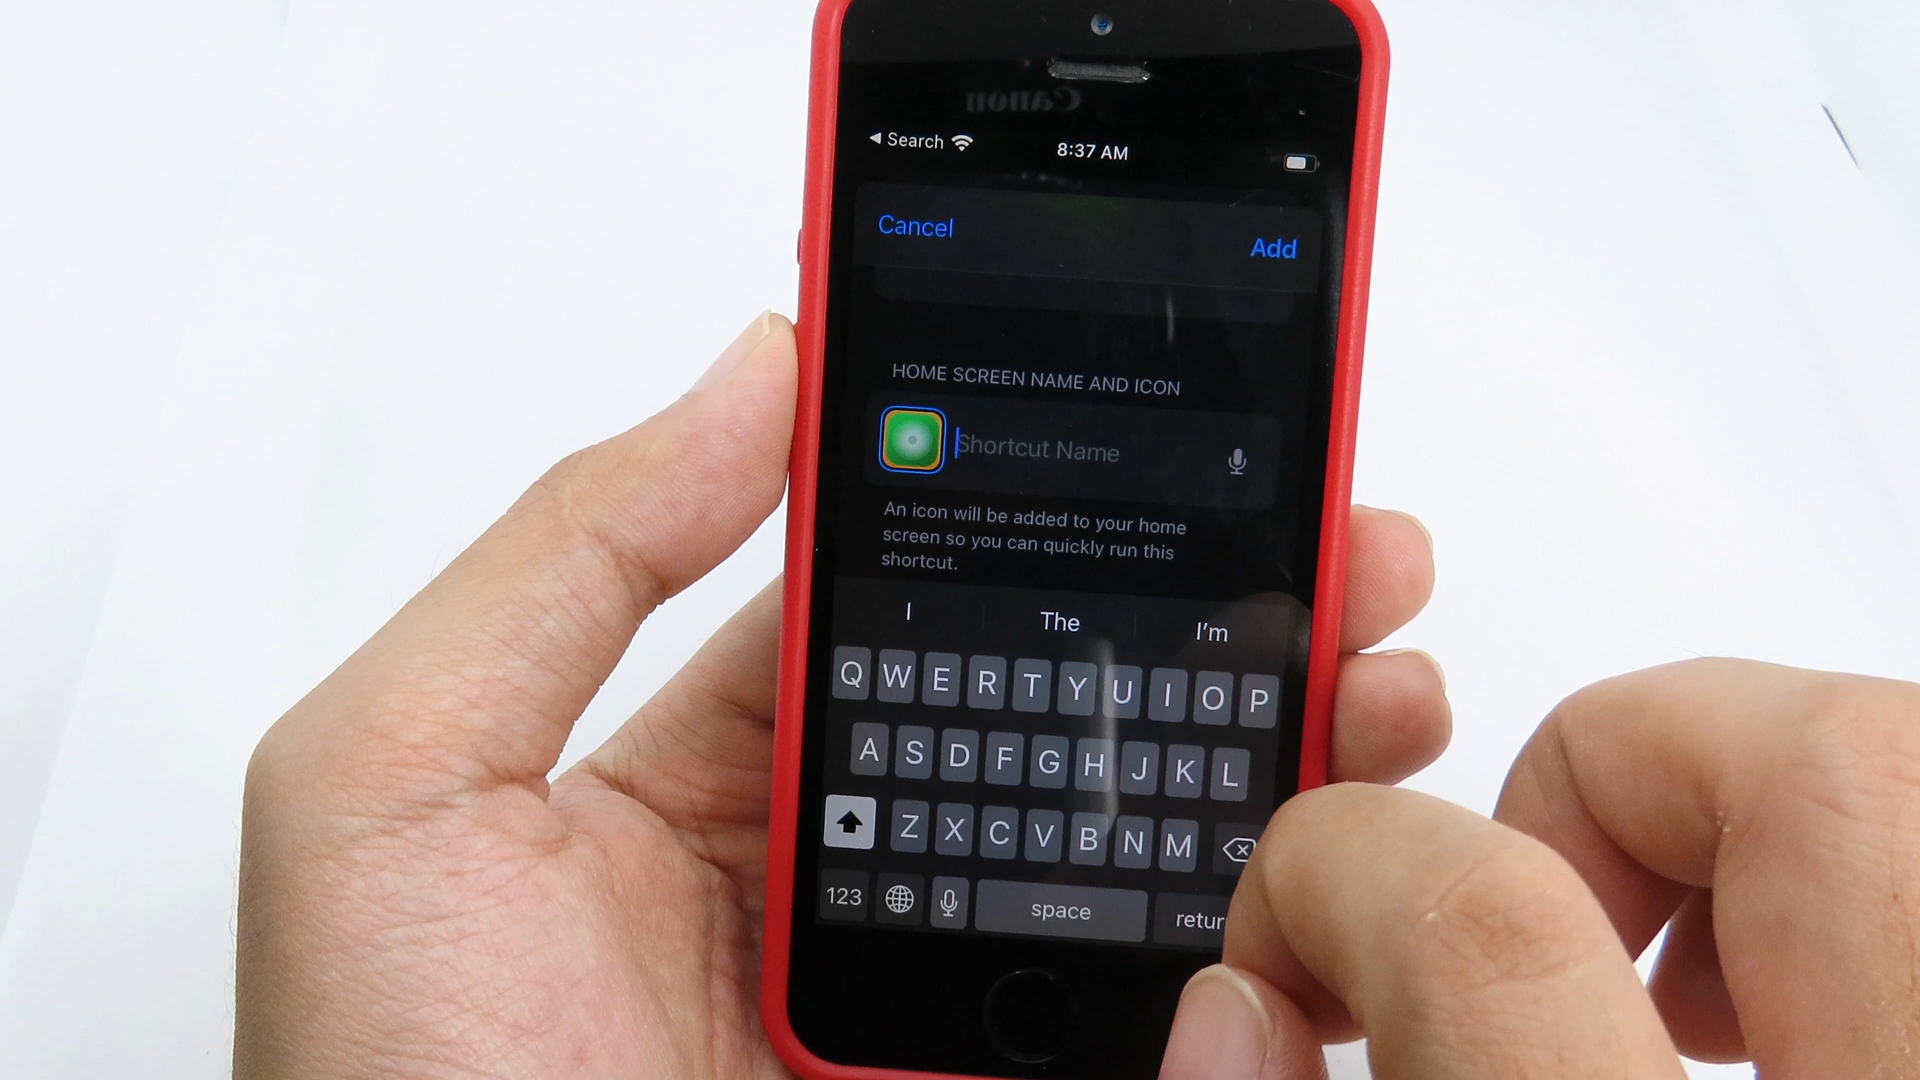 Canon
Search 8:37 AM
Cancel Add
HOME SCREEN NAME AND ICON
Shortcut Name
An icon will be added to your home
screen so you can quickly run this
shortcut.
I The I'm
Q W E R T Y U I O P
A S D F G H J K L
Z X C V B N M
123 space retur